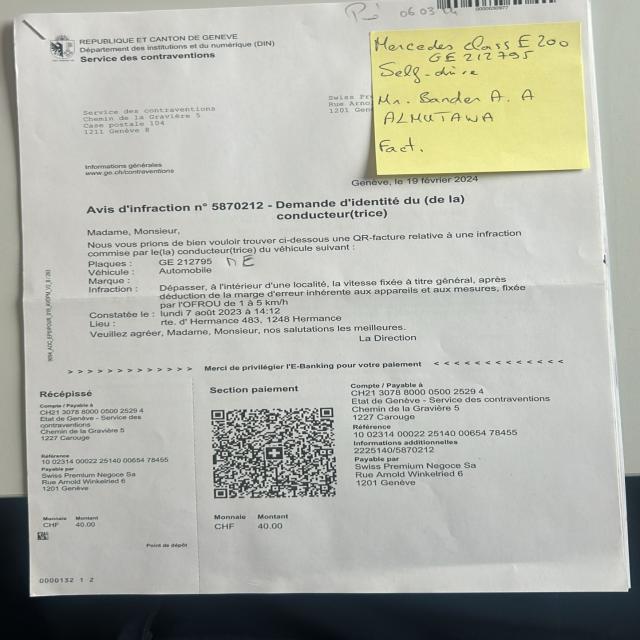 06 03
0000030977
REPUBLIQUE ET CANTON DE GENEVE
Département des institutions et du numérique (DIN)
Service des contraventions
Mercedes class E 200
GE 212795
Self-drive
Mr. Bander A. A
ALMUTAWA
Fact.
Service des contraventions
Chemin de la Gravière 5
Case postale 104
1211 Genève 8
Swiss Pr
Rue Arno
1201 Gen
Informations générales
www.ge.ch/contraventions
Genève, le 19 février 2024
Avis d'infraction n° 5870212 - Demande d'identité du (de la)
conducteur(trice)
Madame, Monsieur,
Nous vous prions de bien vouloir trouver ci-dessous une QR-facture relative à une infraction
commise par le(la) conducteur(trice) du véhicule suivant :
Plaques : GE 212795
Véhicule : Automobile
Marque :
Infraction : Dépasser, à l'intérieur d'une localité, la vitesse fixée à titre général, après
déduction de la marge d'erreur inhérente aux appareils et aux mesures, fixée
par l'OFROU de 1 à 5 km/h
Constatée le : lundi 7 août 2023 à 14:12
Lieu : rte. d' Hermance 483, 1248 Hermance
Veuillez agréer, Madame, Monsieur, nos salutations les meilleures.
La Direction
> > > > > > > > > > > > > Merci de privilégier l'E-Banking pour votre paiement < < < < < < < < < < < < <
Récépissé
Compte / Payable à
CH21 3078 8000 0500 2529 4
Etat de Genève - Service des
contraventions
Chemin de la Gravière 5
1227 Carouge
Référence
10 02314 00022 25140 00654 78455
Payable par
Swiss Premium Negoce Sa
Rue Arnold Winkelried 6
1201 Genève
Monnaie Montant
CHF 40.00
Point de dépôt
Section paiement
Monnaie Montant
CHF 40.00
Compte / Payable à
CH21 3078 8000 0500 2529 4
Etat de Genève - Service des contraventions
Chemin de la Gravière 5
1227 Carouge
Référence
10 02314 00022 25140 00654 78455
Informations additionnelles
2225140/5870212
Payable par
Swiss Premium Negoce Sa
Rue Arnold Winkelried 6
1201 Genève
0000132 1 2